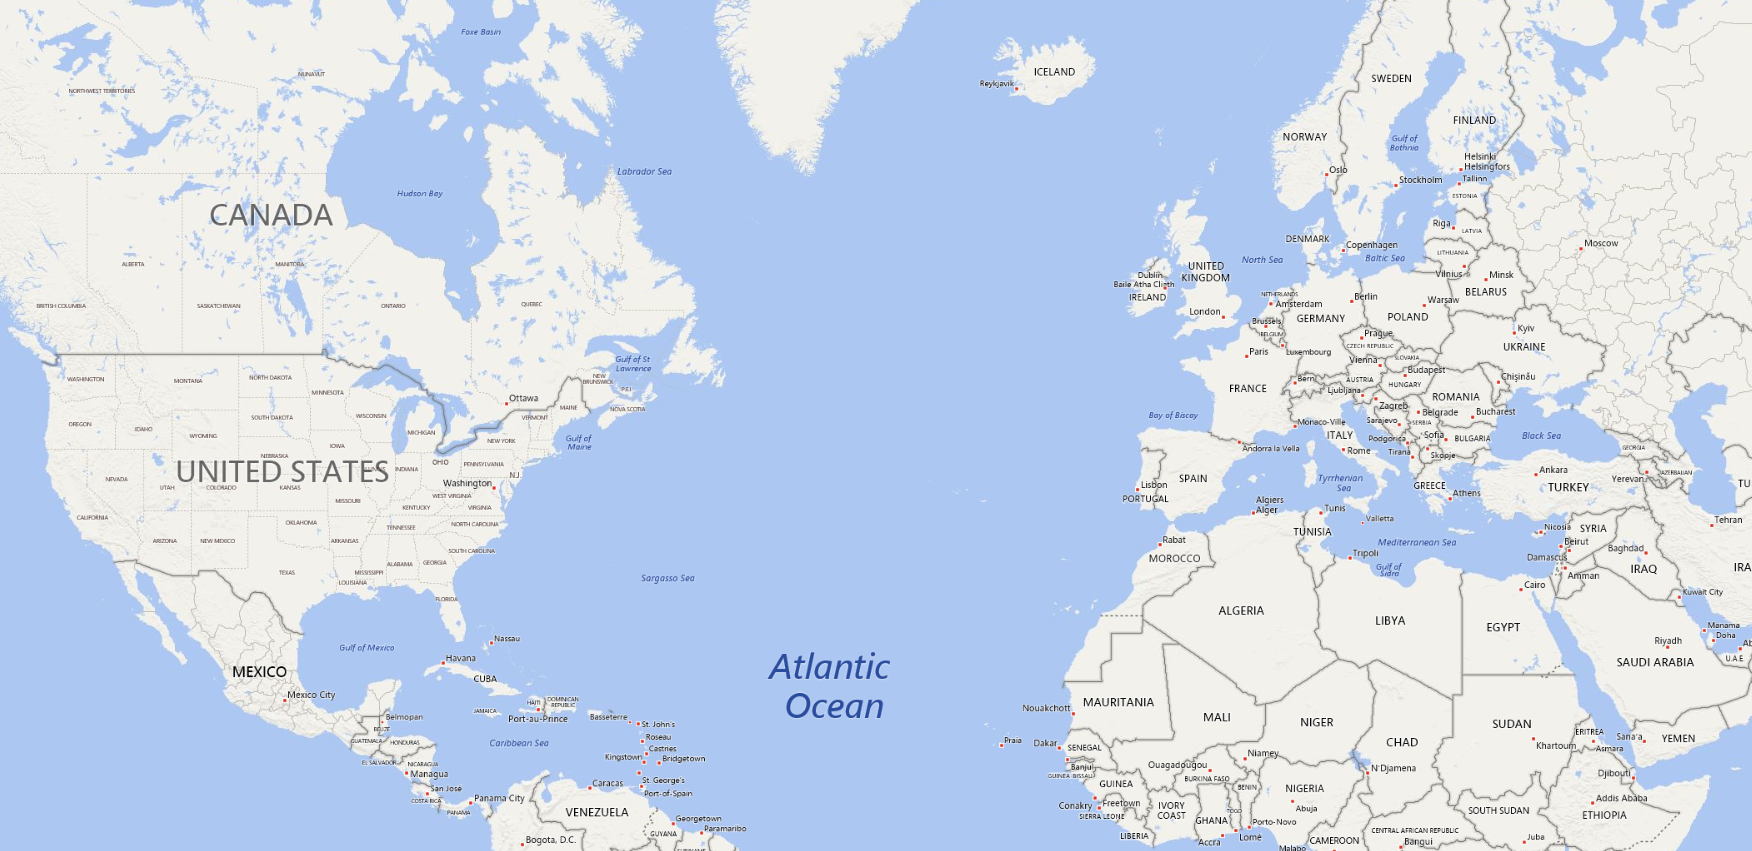 Foxe Basin
NUNAVUT
NORTHWEST TERRITORIES
ICELAND
Reykjavik
SWEDEN
FINLAND
NORWAY
Gulf of
Bothnia
Helsinki
Helsingfors
Oslo
Stockholm
Tallinn
ESTONIA
Labrador Sea
Hudson Bay
CANADA
Riga
LATVIA
DENMARK
Copenhagen
Moscow
North Sea
Baltic Sea
LITHUANIA
Vilnius
Minsk
BELARUS
ALBERTA
MANITOBA
UNITED
KINGDOM
Dublin
Baile Atha Cliath
IRELAND
BRITISH COLUMBIA
SASKATCHEWAN
ONTARIO
QUEBEC
London
NETHERLANDS
Amsterdam
Berlin
Warsaw
GERMANY
POLAND
Brussels
BELGIUM
Prague
CZECH REPUBLIC
Kyiv
UKRAINE
Paris
Luxembourg
Vienna
SLOVAKIA
Budapest
Gulf of St
Lawrence
WASHINGTON
MONTANA
NORTH DAKOTA
MINNESOTA
NEW
BRUNSWICK
P.E.I.
FRANCE
Bern
AUSTRIA
HUNGARY
Chișinău
Ljubljana
ROMANIA
Ottawa
MAINE
NOVA SCOTIA
Zagreb
Belgrade
Bucharest
Bay of Biscay
OREGON
IDAHO
SOUTH DAKOTA
WISCONSIN
VERMONT
Monaco-Ville
Sarajevo
SERBIA
WYOMING
MICHIGAN
NEW YORK
Gulf of
Maine
ITALY
Podgorica
Sofia
BULGARIA
Black Sea
IOWA
Andorra la Vella
Rome
Tirana
Skopje
GEORGIA
NEBRASKA
UNITED STATES
ILLINOIS
INDIANA
OHIO
PENNSYLVANIA
N.J.
NEVADA
UTAH
COLORADO
KANSAS
Washington
SPAIN
Lisbon
PORTUGAL
Tyrrhenian
Sea
GREECE
Athens
Ankara
TURKEY
Yerevan
AZERBAIJAN
TU
MISSOURI
WEST VIRGINIA
KENTUCKY
VIRGINIA
CALIFORNIA
OKLAHOMA
TENNESSEE
NORTH CAROLINA
Algiers
Alger
Tunis
Valletta
TUNISIA
Nicosia
SYRIA
Tehran
ARIZONA
NEW MEXICO
ARKANSAS
SOUTH CAROLINA
Rabat
MOROCCO
Mediterranean Sea
Beirut
Damascus
Baghdad
TEXAS
MISSISSIPPI
ALABAMA
GEORGIA
LOUISIANA
Tripoli
Gulf of
Sidra
Amman
IRAQ
IRA
Sargasso Sea
FLORIDA
Cairo
Kuwait City
ALGERIA
LIBYA
EGYPT
Nassau
Gulf of Mexico
Havana
CUBA
MEXICO
Mexico City
Atlantic
Ocean
Manama
Doha
Riyadh
SAUDI ARABIA
Ab
U.A.E.
HAITI
DOMINICAN
REPUBLIC
JAMAICA
Port-au-Prince
Basseterre
St. John's
Roseau
Castries
Kingstown
Bridgetown
St. George's
Port-of-Spain
Belmopan
BELIZE
GUATEMALA
HONDURAS
Caribbean Sea
EL SALVADOR
NICARAGUA
Managua
San Jose
COSTA RICA
Panama City
PANAMA
Caracas
VENEZUELA
Georgetown
GUYANA
Paramaribo
Bogota, D.C.
MAURITANIA
Nouakchott
MALI
NIGER
CHAD
SUDAN
Khartoum
ERITREA
Asmara
Sana'a
YEMEN
Praia
Dakar
SENEGAL
Banjul
GUINEA-BISSAU
Niamey
Ouagadougou
BURKINA FASO
N'Djamena
Djibouti
GUINEA
BENIN
NIGERIA
Abuja
Addis Ababa
ETHIOPIA
Conakry
Freetown
SIERRA LEONE
IVORY
COAST
GHANA
TOGO
Porto-Novo
SOUTH SUDAN
LIBERIA
Accra
Lomé
Malabo
CAMEROON
CENTRAL AFRICAN REPUBLIC
Bangui
Juba